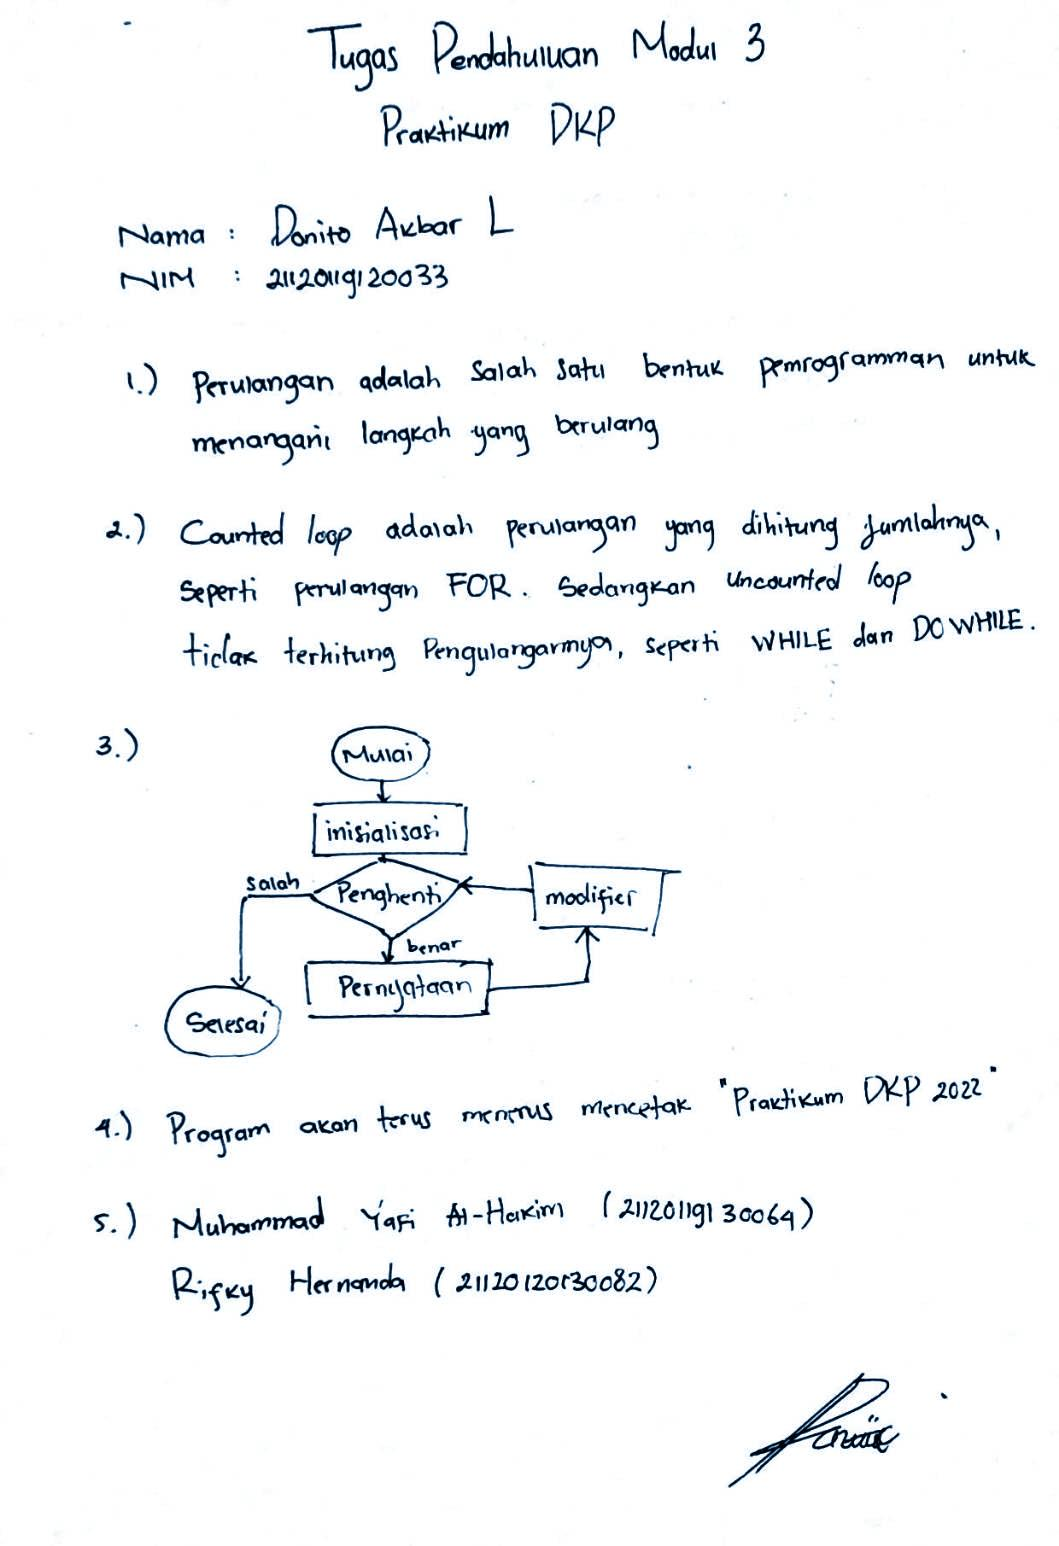 Tugas Pendahuluan Modul 3
Praktikum DKP
Nama : Donito Akbar L
NIM : 21120119120033
1.) Perulangan adalah salah satu bentuk pemrogramman untuk
menangani langkah yang berulang
2.) Counted loop adalah perulangan yang dihitung jumlahnya,
seperti perulangan FOR. Sedangkan uncounted loop
tidak terhitung Pengulangannya, seperti WHILE dan DO WHILE.
3.)
Mulai
inisialisasi
salah
Penghenti
modifier
benar
Pernyataan
Selesai
4.) Program akan terus menerus mencetak "Praktikum DKP 2022"
5.) Muhammad Yafi Al-Hakim (21120119130064)
Rifky Hernanda (21120120130082)